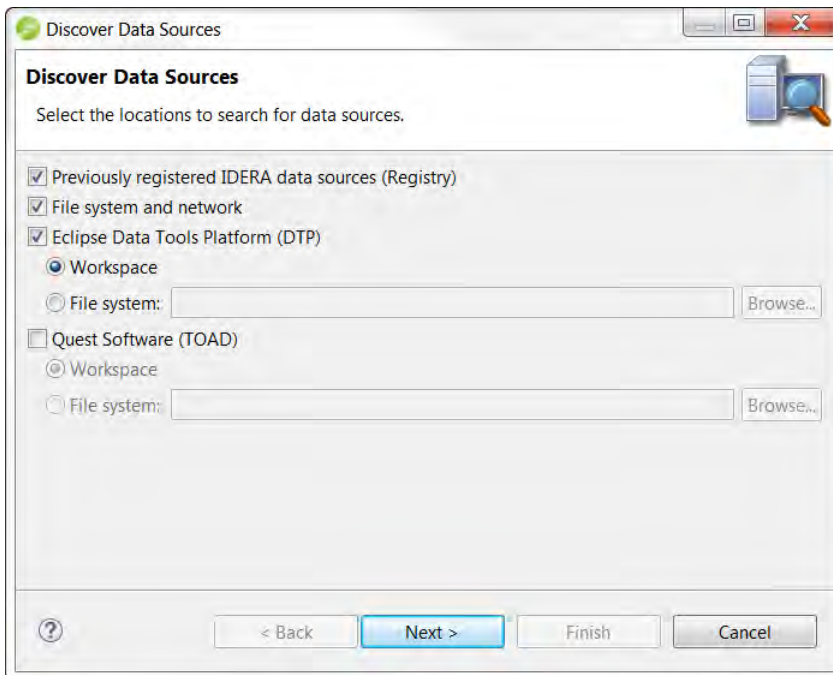 Discover Data Sources
Discover Data Sources
Select the locations to search for data sources.
Previously registered IDERA data sources (Registry)
File system and network
Eclipse Data Tools Platform (DTP)
Workspace
File system: Browse...
Quest Software (TOAD)
Workspace
File system: Browse...
? < Back Next > Finish Cancel